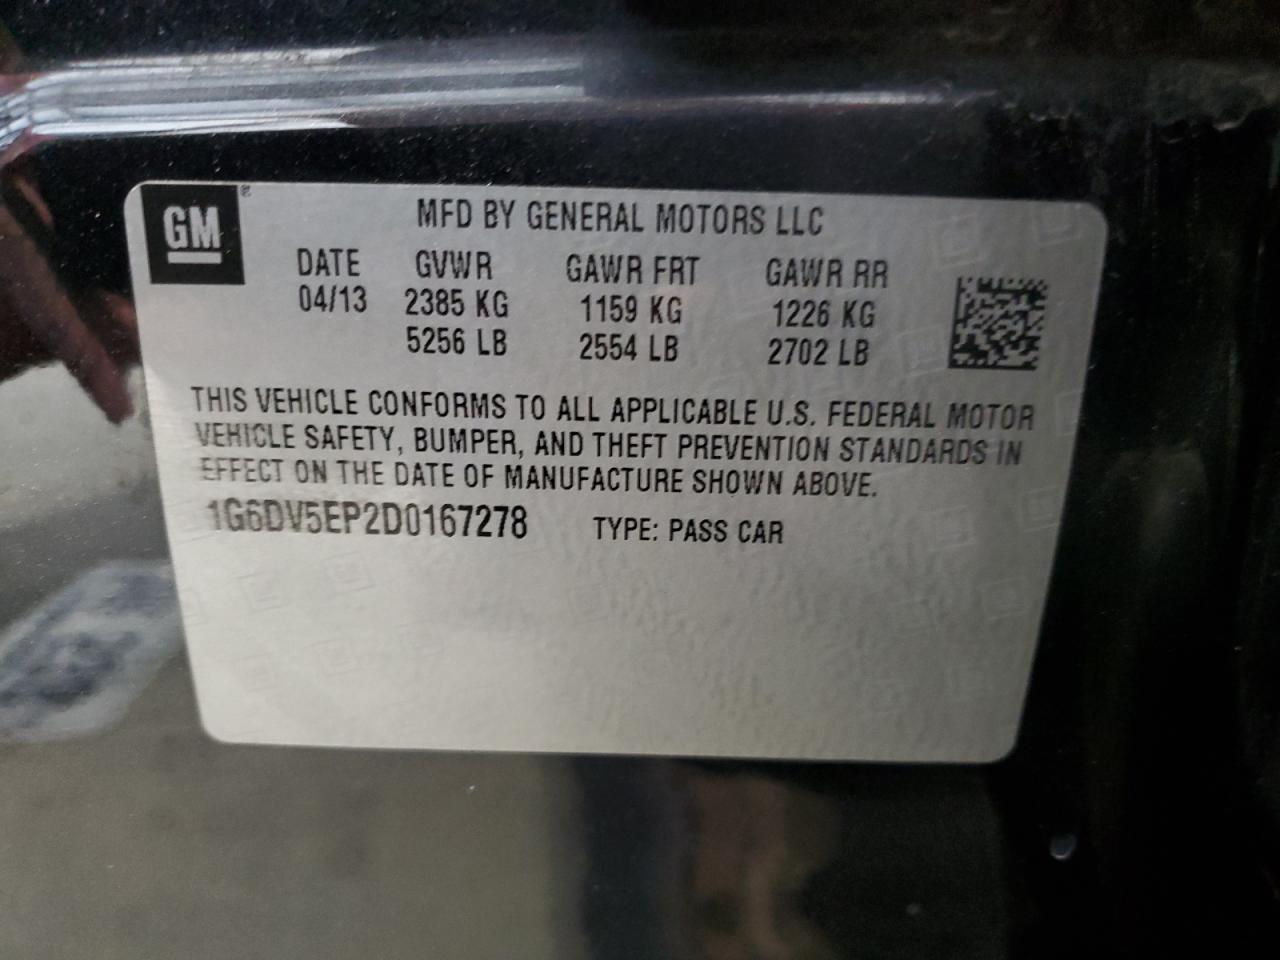 GM®
MFD BY GENERAL MOTORS LLC
DATE GVWR GAWR FRT GAWR RR
04/13 2385 KG 1159 KG 1226 KG
5256 LB 2554 LB 2702 LB
THIS VEHICLE CONFORMS TO ALL APPLICABLE U.S. FEDERAL MOTOR
VEHICLE SAFETY, BUMPER, AND THEFT PREVENTION STANDARDS IN
EFFECT ON THE DATE OF MANUFACTURE SHOWN ABOVE.
1G6DV5EP2D0167278 TYPE: PASS CAR